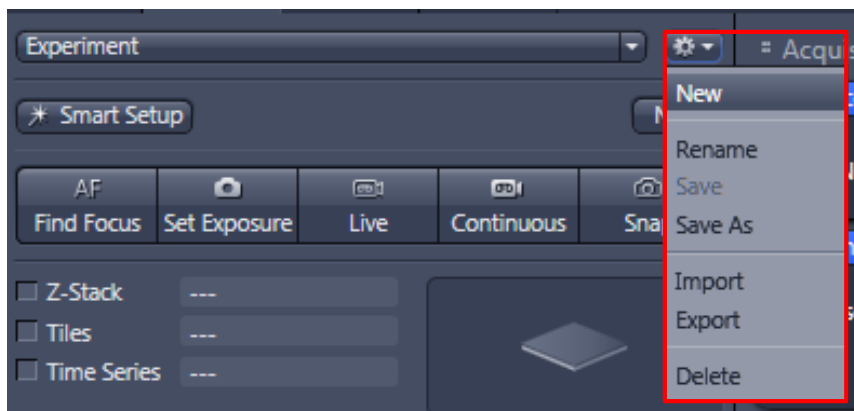 Experiment
Acquis
New
Smart Setup
N
Rename
AF
Save
Find Focus Set Exposure Live Continuous Snap
Save As
Import
Z-Stack ---
Export
Tiles ---
Time Series ---
Delete